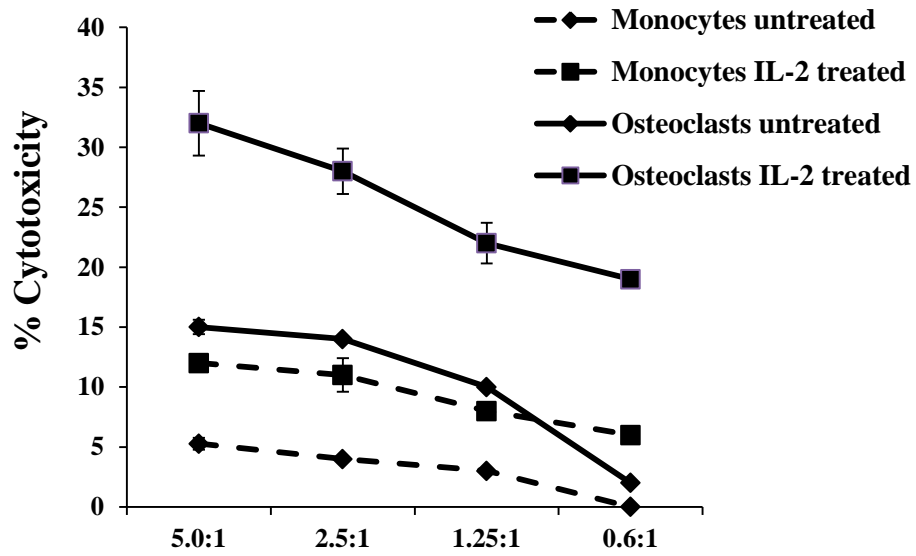 Monocytes untreated
Monocytes IL-2 treated
Osteoclasts untreated
Osteoclasts IL-2 treated
% Cytotoxicity
40
35
30
25
20
15
10
5
0
5.0:1 2.5:1 1.25:1 0.6:1